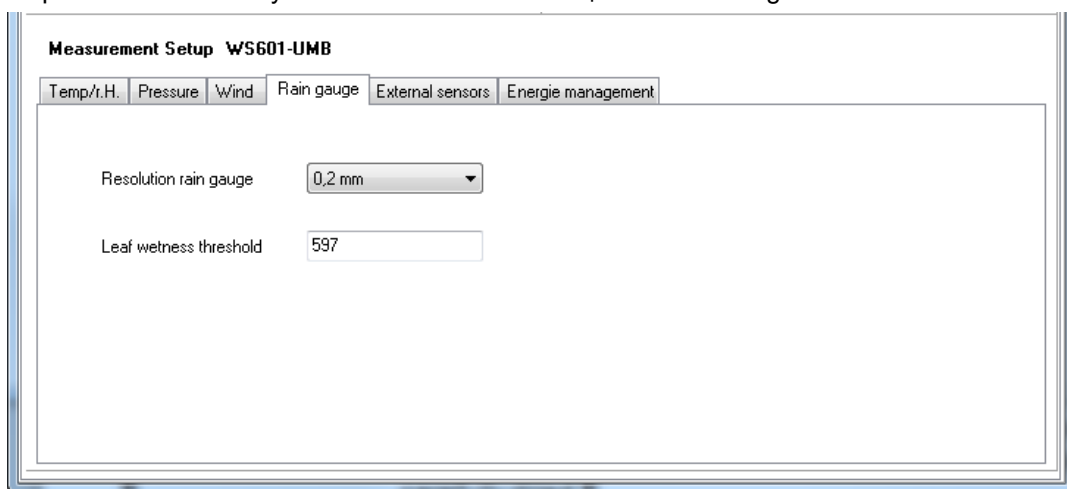 Measurement Setup WS601-UMB
Temp/r.H. Pressure Wind Rain gauge External sensors Energie management
Resolution rain gauge 0,2 mm
Leaf wetness threshold 597